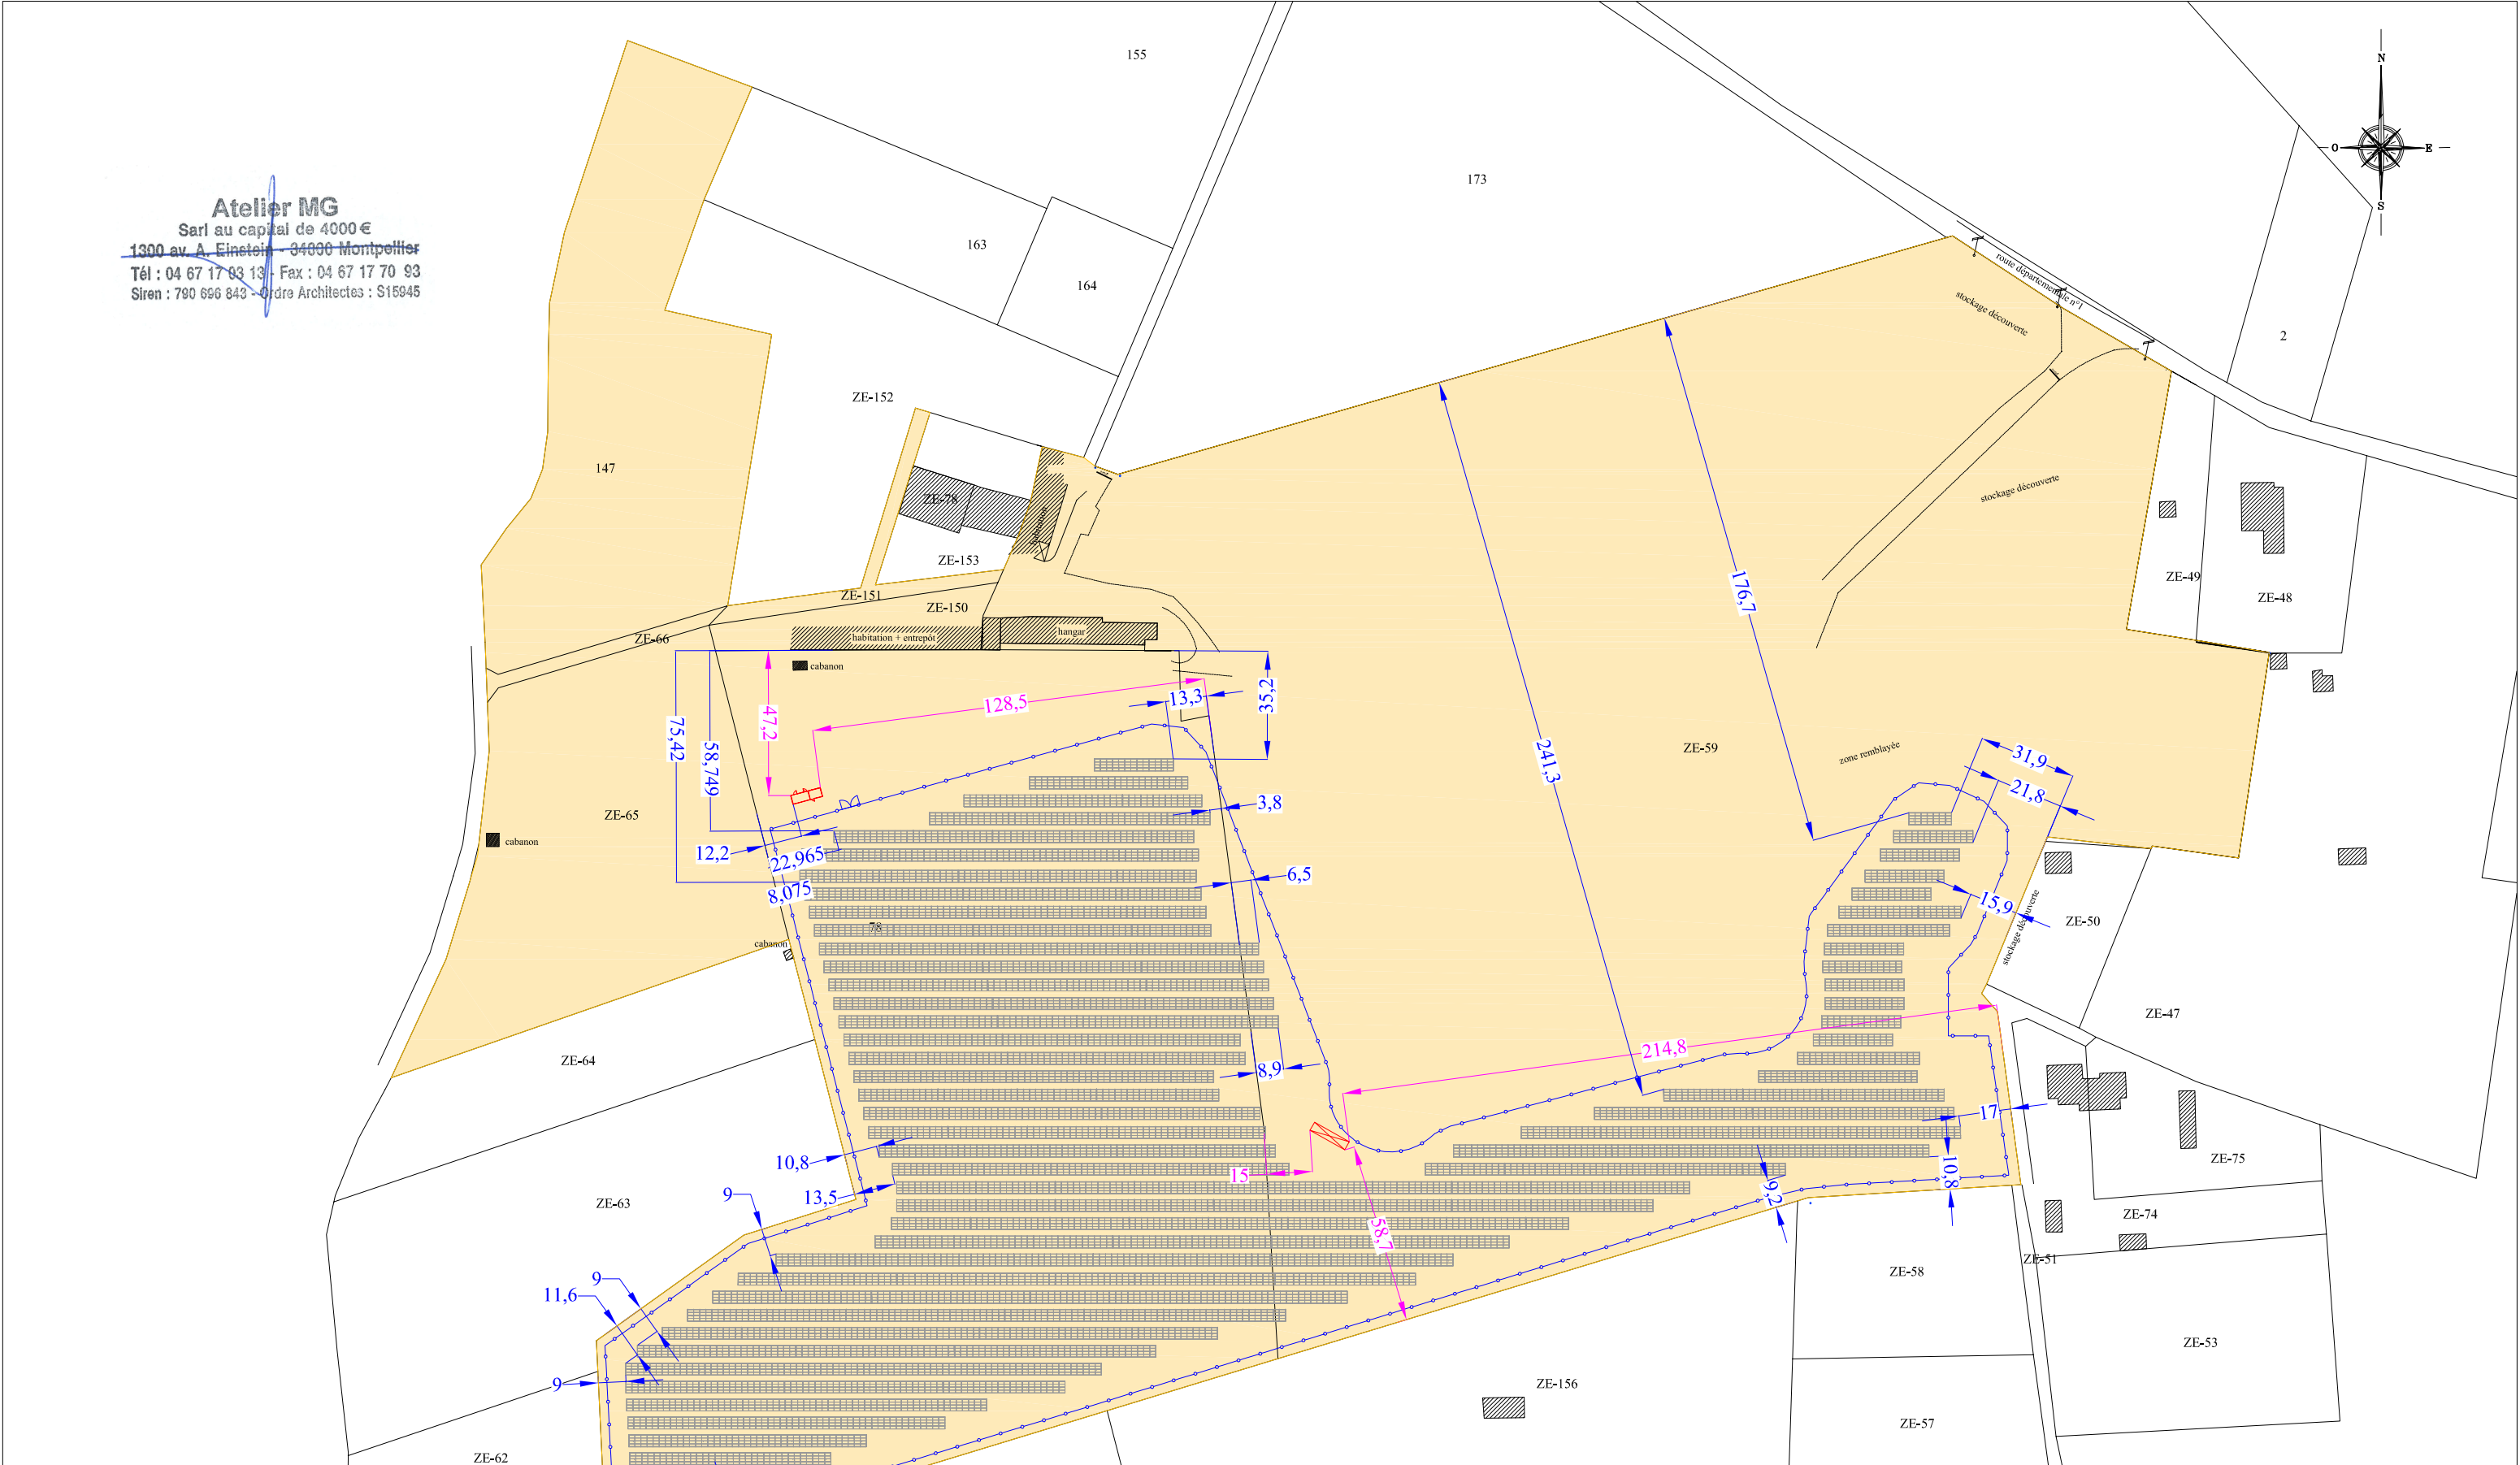 155
N
O
E
S
173
Atelier MG
Sarl au capital de 4000 €
1300 av. A. Einstein - 34000 Montpellier
Tél : 04 67 17 03 13 - Fax : 04 67 17 70 93
Siren : 790 696 843 - Ordre Architectes : S15945
163
164
route départementale n°1
stockage découverte
2
ZE-152
147
ZE-78
stockage découverte
habitation
ZE-153
ZE-49
ZE-48
ZE-151
ZE-150
176,7
ZE-66
habitation + entrepôt
hangar
cabanon
128,5
13,3
35,2
47,2
75,42
58,749
241,3
ZE-59
zone remblayée
31,9
21,8
3,8
ZE-65
cabanon
12,2
22,965
8,075
6,5
15,9
stockage découverte
ZE-50
78
cabanon
ZE-47
ZE-64
214,8
8,9
17
10,8
15
10,8
ZE-75
13,5
9
9,2
ZE-63
58,7
ZE-74
ZE-51
ZE-58
9
11,6
ZE-53
9
ZE-156
ZE-57
ZE-62